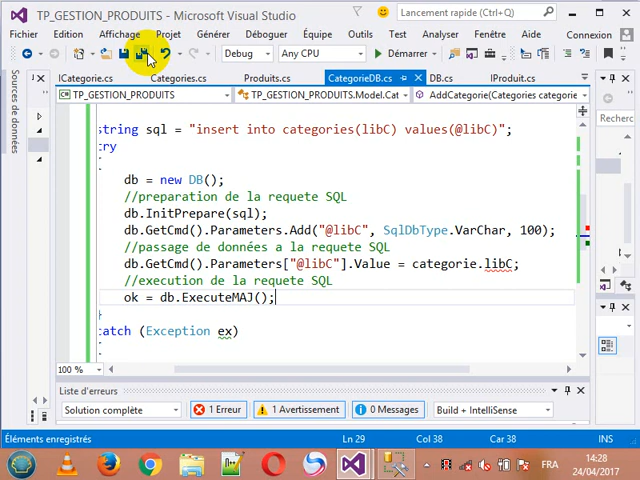 TP_GESTION_PRODUITS - Microsoft Visual Studio
Lancement rapide (Ctrl+Q)
Fichier Edition Affichage Projet Générer Déboguer Équipe Outils Test Analyser Fenêtre Aide Connexion
Debug Any CPU Démarrer
Sources de données
ICategorie.cs Categories.cs Produits.cs CategorieDB.cs DB.cs IProduit.cs
TP_GESTION_PRODUITS TP_GESTION_PRODUITS.Model.Cat AddCategorie(Categories categorie
Recherc
string sql = "insert into categories(libC) values(@libC)";
try
db = new DB();
//preparation de la requete SQL
db.InitPrepare(sql);
db.GetCmd().Parameters.Add("@libC", SqlDbType.VarChar, 100);
//passage de données a la requete SQL
db.GetCmd().Parameters["@libC"].Value = categorie.libC;
//execution de la requete SQL
ok = db.ExecuteMAJ();
}
catch (Exception ex)
100 %
Liste d'erreurs
Solution complète 1 Erreur 1 Avertissement 0 Messages Build + IntelliSense
Éléments enregistrés Ln 29 Col 38 Car 38 INS
FRA
14:28
24/04/2017